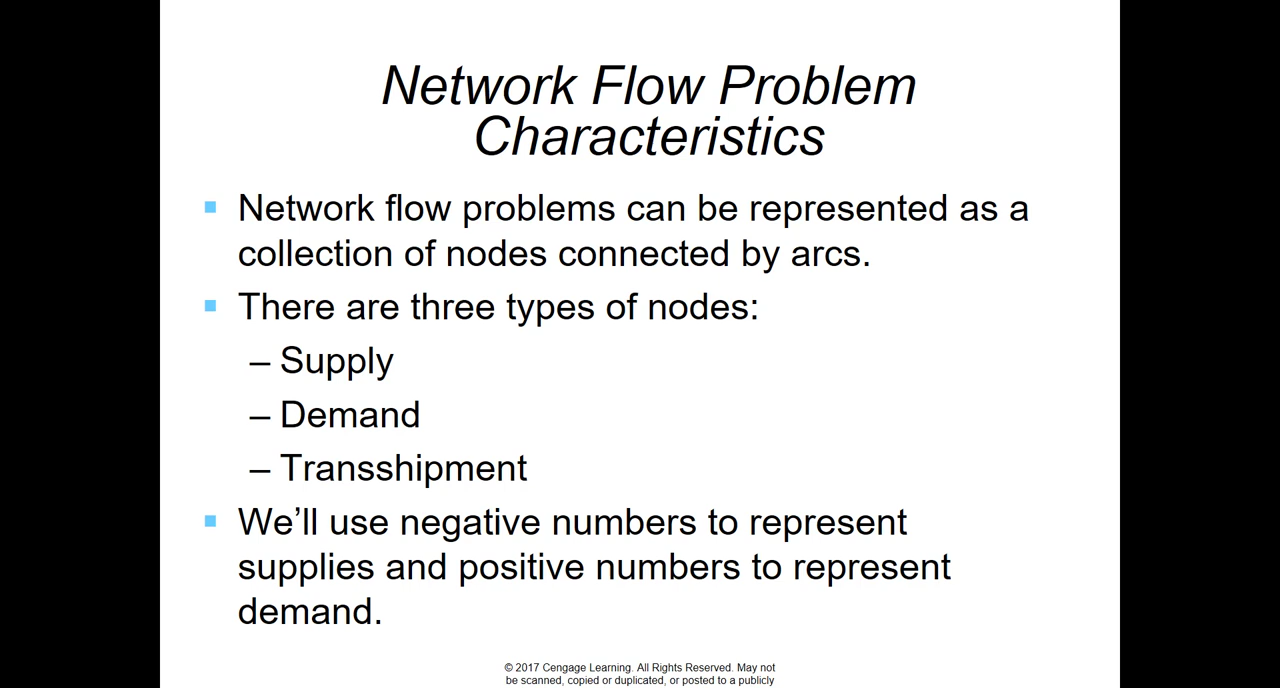 Network Flow Problem
Characteristics
Network flow problems can be represented as a
collection of nodes connected by arcs.
There are three types of nodes:
– Supply
– Demand
– Transshipment
We’ll use negative numbers to represent
supplies and positive numbers to represent
demand.
© 2017 Cengage Learning. All Rights Reserved. May not
be scanned, copied or duplicated, or posted to a publicly